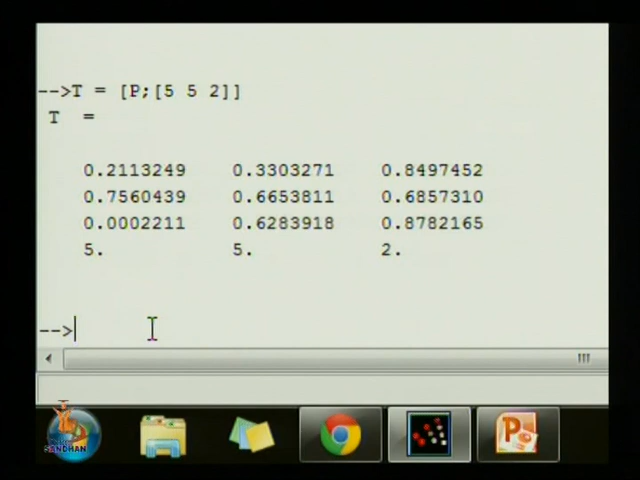 -->T = [P;[5 5 2]]
T =
0.2113249 0.3303271 0.8497452
0.7560439 0.6653811 0.6857310
0.0002211 0.6283918 0.8782165
5. 5. 2.
-->
SANDHAN